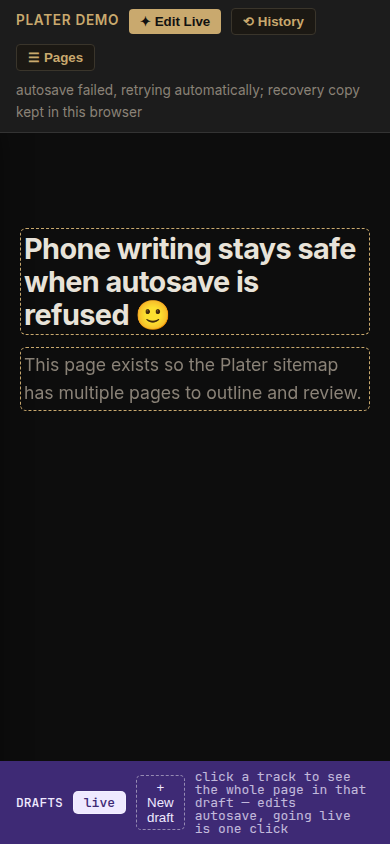 PLATER DEMO ✦ Edit Live ⟲ History
☰ Pages
autosave failed, retrying automatically; recovery copy
kept in this browser
Phone writing stays safe
when autosave is
refused 🙂
This page exists so the Plater sitemap
has multiple pages to outline and review.
DRAFTS live
+
New
draft
click a track to see
the whole page in that
draft — edits
autosave, going live
is one click